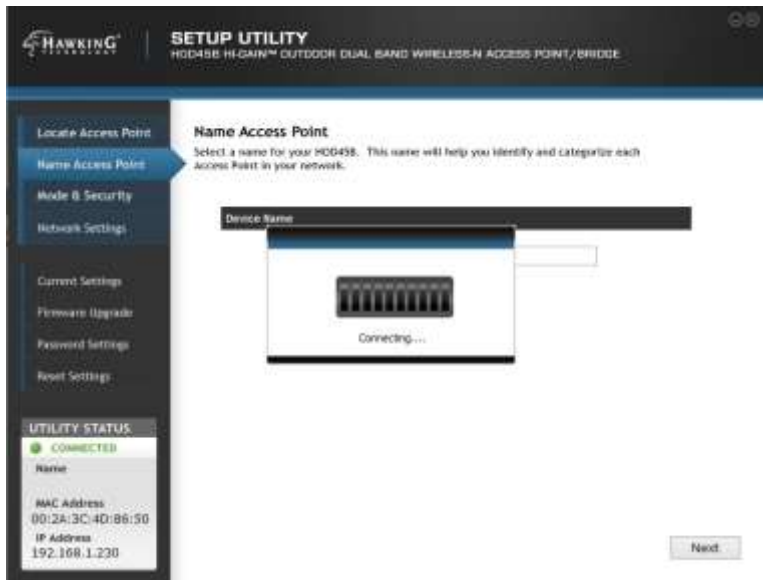 HAWKING
TECHNOLOGY
SETUP UTILITY
HOD45B HI-GAIN™ OUTDOOR DUAL BAND WIRELESS-N ACCESS POINT/BRIDGE
Locate Access Point
Name Access Point
Mode & Security
Network Settings
Current Settings
Firmware Upgrade
Password Settings
Reset Settings
UTILITY STATUS
CONNECTED
Name
MAC Address
00:2A:3C:4D:86:50
IP Address
192.168.1.230
Name Access Point
Select a name for your HOD45B. This name will help you identify and categorize each
Access Point in your network.
Device Name
Connecting....
Next